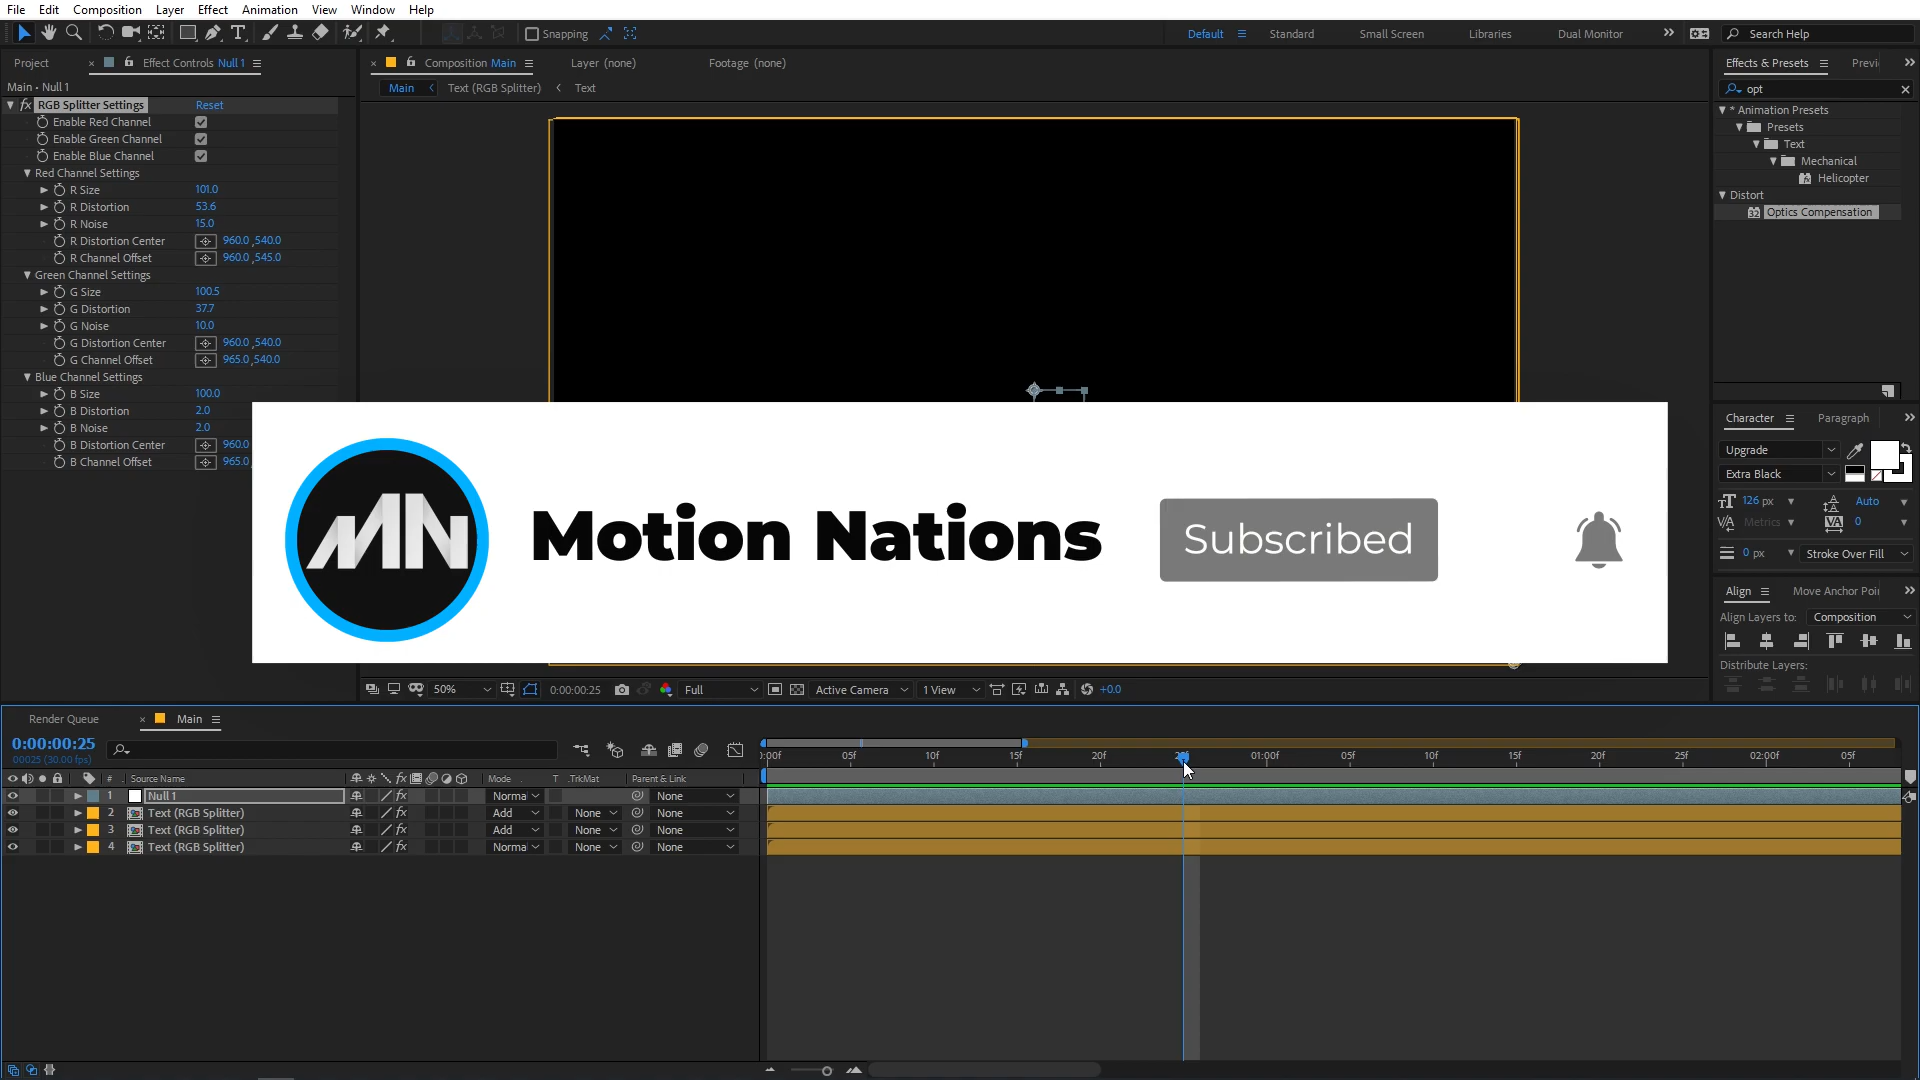 File Edit Composition Layer Effect Animation View Window Help
Snapping Default Standard Small Screen Libraries Dual Monitor Search Help
Project Effect Controls Null 1
Main • Null 1
fx RGB Splitter Settings Reset
Enable Red Channel
Enable Green Channel
Enable Blue Channel
Red Channel Settings
R Size 101.0
R Distortion 53.6
R Noise 15.0
R Distortion Center 960.0 ,540.0
R Channel Offset 960.0 ,545.0
Green Channel Settings
G Size 100.5
G Distortion 37.7
G Noise 10.0
G Distortion Center 960.0 ,540.0
G Channel Offset 965.0 ,540.0
Blue Channel Settings
B Size 100.0
B Distortion 2.0
B Noise 2.0
B Distortion Center 960.0
B Channel Offset 965.0
Composition Main Layer (none) Footage (none)
Main Text (RGB Splitter) Text
MN Motion Nations Subscribed
50% 0:00:00:25 Full Active Camera 1 View +0.0
Effects & Presets
opt
* Animation Presets
Presets
Text
Mechanical
Helicopter
Distort
32 Optics Compensation
Character Paragraph
Upgrade
Extra Black
126 px Auto
Metrics 0
0 px Stroke Over Fill
Align
Align Layers to: Composition
Distribute Layers:
Render Queue Main
0:00:00:25
00025 (30.00 fps)
# Source Name Mode T .TrkMat Parent & Link
1 Null 1 Norma None
2 Text (RGB Splitter) Add None None
3 Text (RGB Splitter) Add None None
4 Text (RGB Splitter) Norma None None
05f 10f 15f 20f 01:00f 05f 10f 15f 20f 25f 02:00f 05f